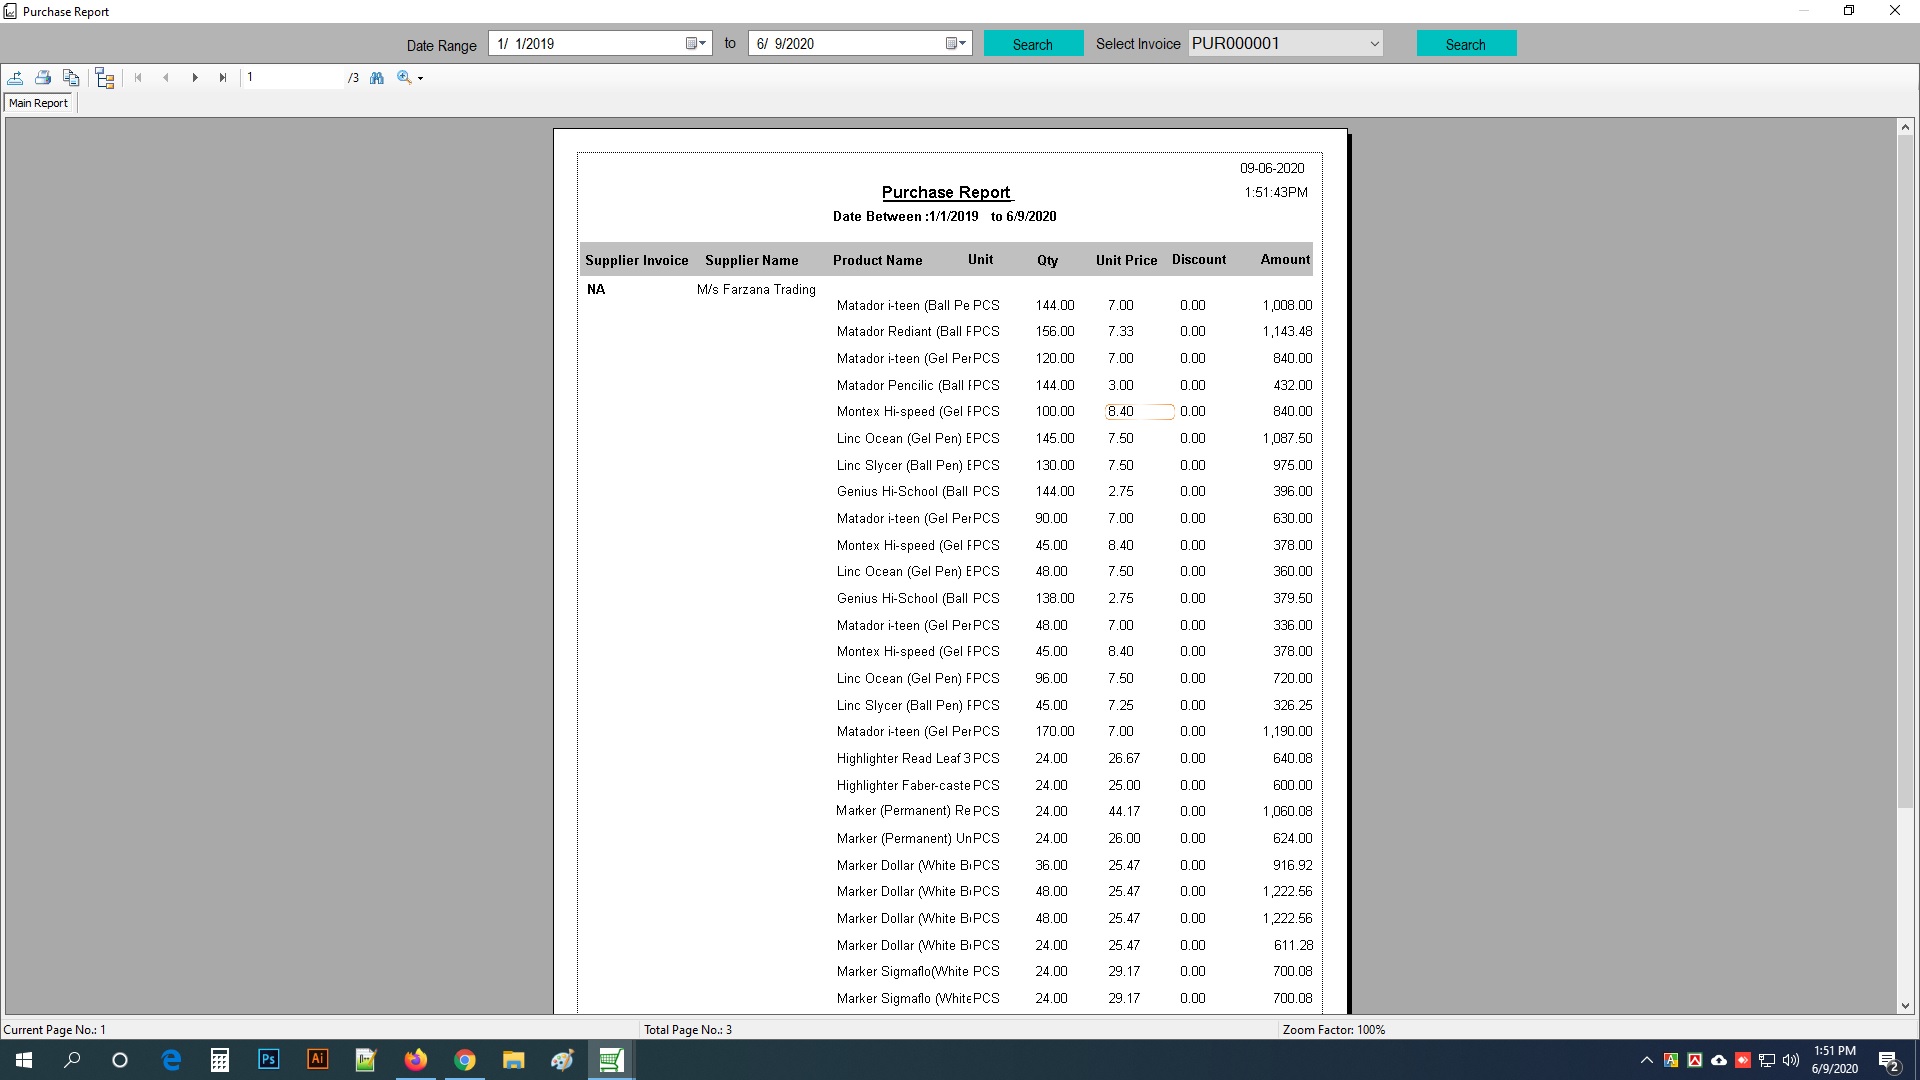 Purchase Report
Date Range 1/ 1/2019 to 6/ 9/2020 Search Select Invoice PUR000001 Search
1 /3
Main Report
09-06-2020
Purchase Report 1:51:43PM
Date Between :1/1/2019 to 6/9/2020
Supplier Invoice Supplier Name Product Name Unit Qty Unit Price Discount Amount
NA M/s Farzana Trading
Matador i-teen (Ball Pe PCS 144.00 7.00 0.00 1,008.00
Matador Rediant (Ball PCS 156.00 7.33 0.00 1,143.48
Matador i-teen (Gel Per PCS 120.00 7.00 0.00 840.00
Matador Pencilic (Ball PCS 144.00 3.00 0.00 432.00
Montex Hi-speed (Gel PCS 100.00 8.40 0.00 840.00
Linc Ocean (Gel Pen) PCS 145.00 7.50 0.00 1,087.50
Linc Slycer (Ball Pen) PCS 130.00 7.50 0.00 975.00
Genius Hi-School (Ball PCS 144.00 2.75 0.00 396.00
Matador i-teen (Gel Per PCS 90.00 7.00 0.00 630.00
Montex Hi-speed (Gel PCS 45.00 8.40 0.00 378.00
Linc Ocean (Gel Pen) PCS 48.00 7.50 0.00 360.00
Genius Hi-School (Ball PCS 138.00 2.75 0.00 379.50
Matador i-teen (Gel Per PCS 48.00 7.00 0.00 336.00
Montex Hi-speed (Gel PCS 45.00 8.40 0.00 378.00
Linc Ocean (Gel Pen) PCS 96.00 7.50 0.00 720.00
Linc Slycer (Ball Pen) PCS 45.00 7.25 0.00 326.25
Matador i-teen (Gel Per PCS 170.00 7.00 0.00 1,190.00
Highlighter Read Leaf 3 PCS 24.00 26.67 0.00 640.08
Highlighter Faber-caste PCS 24.00 25.00 0.00 600.00
Marker (Permanent) Re PCS 24.00 44.17 0.00 1,060.08
Marker (Permanent) Un PCS 24.00 26.00 0.00 624.00
Marker Dollar (White B PCS 36.00 25.47 0.00 916.92
Marker Dollar (White B PCS 48.00 25.47 0.00 1,222.56
Marker Dollar (White B PCS 48.00 25.47 0.00 1,222.56
Marker Dollar (White B PCS 24.00 25.47 0.00 611.28
Marker Sigmaflo(White PCS 24.00 29.17 0.00 700.08
Marker Sigmaflo (White PCS 24.00 29.17 0.00 700.08
Current Page No.: 1 Total Page No.: 3 Zoom Factor: 100%
Ps Ai
1:51 PM
6/9/2020
2